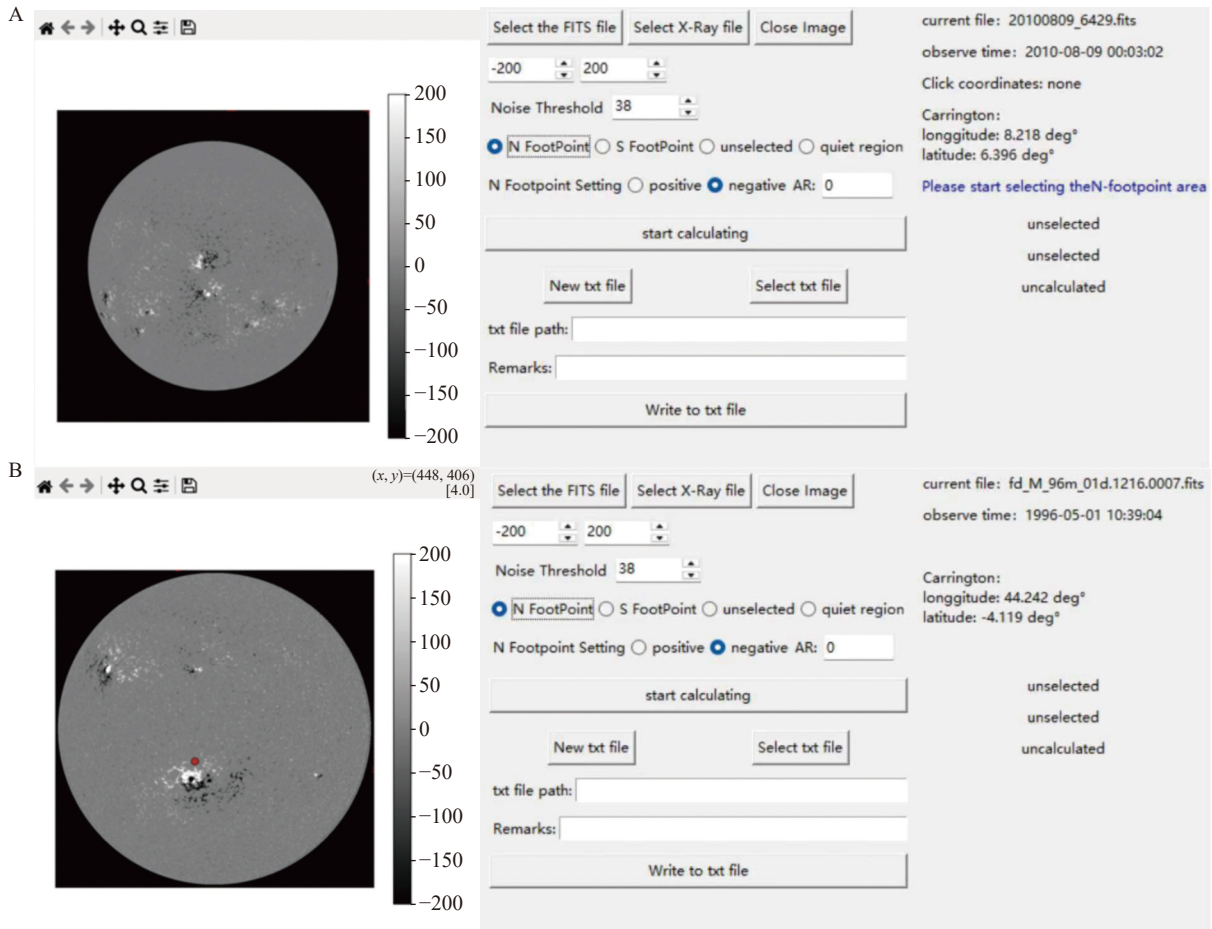 A
Select the FITS file Select X-Ray file Close Image
-200 200
Noise Threshold 38
N FootPoint S FootPoint unselected quiet region
N Footpoint Setting positive negative AR: 0
start calculating
New txt file Select txt file
txt file path:
Remarks:
Write to txt file
current file: 20100809_6429.fits
observe time: 2010-08-09 00:03:02
Click coordinates: none
Carrington:
longgitude: 8.218 deg°
latitude: 6.396 deg°
Please start selecting theN-footpoint area
unselected
unselected
uncalculated
200
150
100
50
0
−50
−100
−150
−200
B
(x, y)=(448, 406)
[4.0]
Select the FITS file Select X-Ray file Close Image
-200 200
Noise Threshold 38
N FootPoint S FootPoint unselected quiet region
N Footpoint Setting positive negative AR: 0
start calculating
New txt file Select txt file
txt file path:
Remarks:
Write to txt file
current file: fd_M_96m_01d.1216.0007.fits
observe time: 1996-05-01 10:39:04
Carrington:
longgitude: 44.242 deg°
latitude: -4.119 deg°
unselected
unselected
uncalculated
200
150
100
50
0
−50
−100
−150
−200